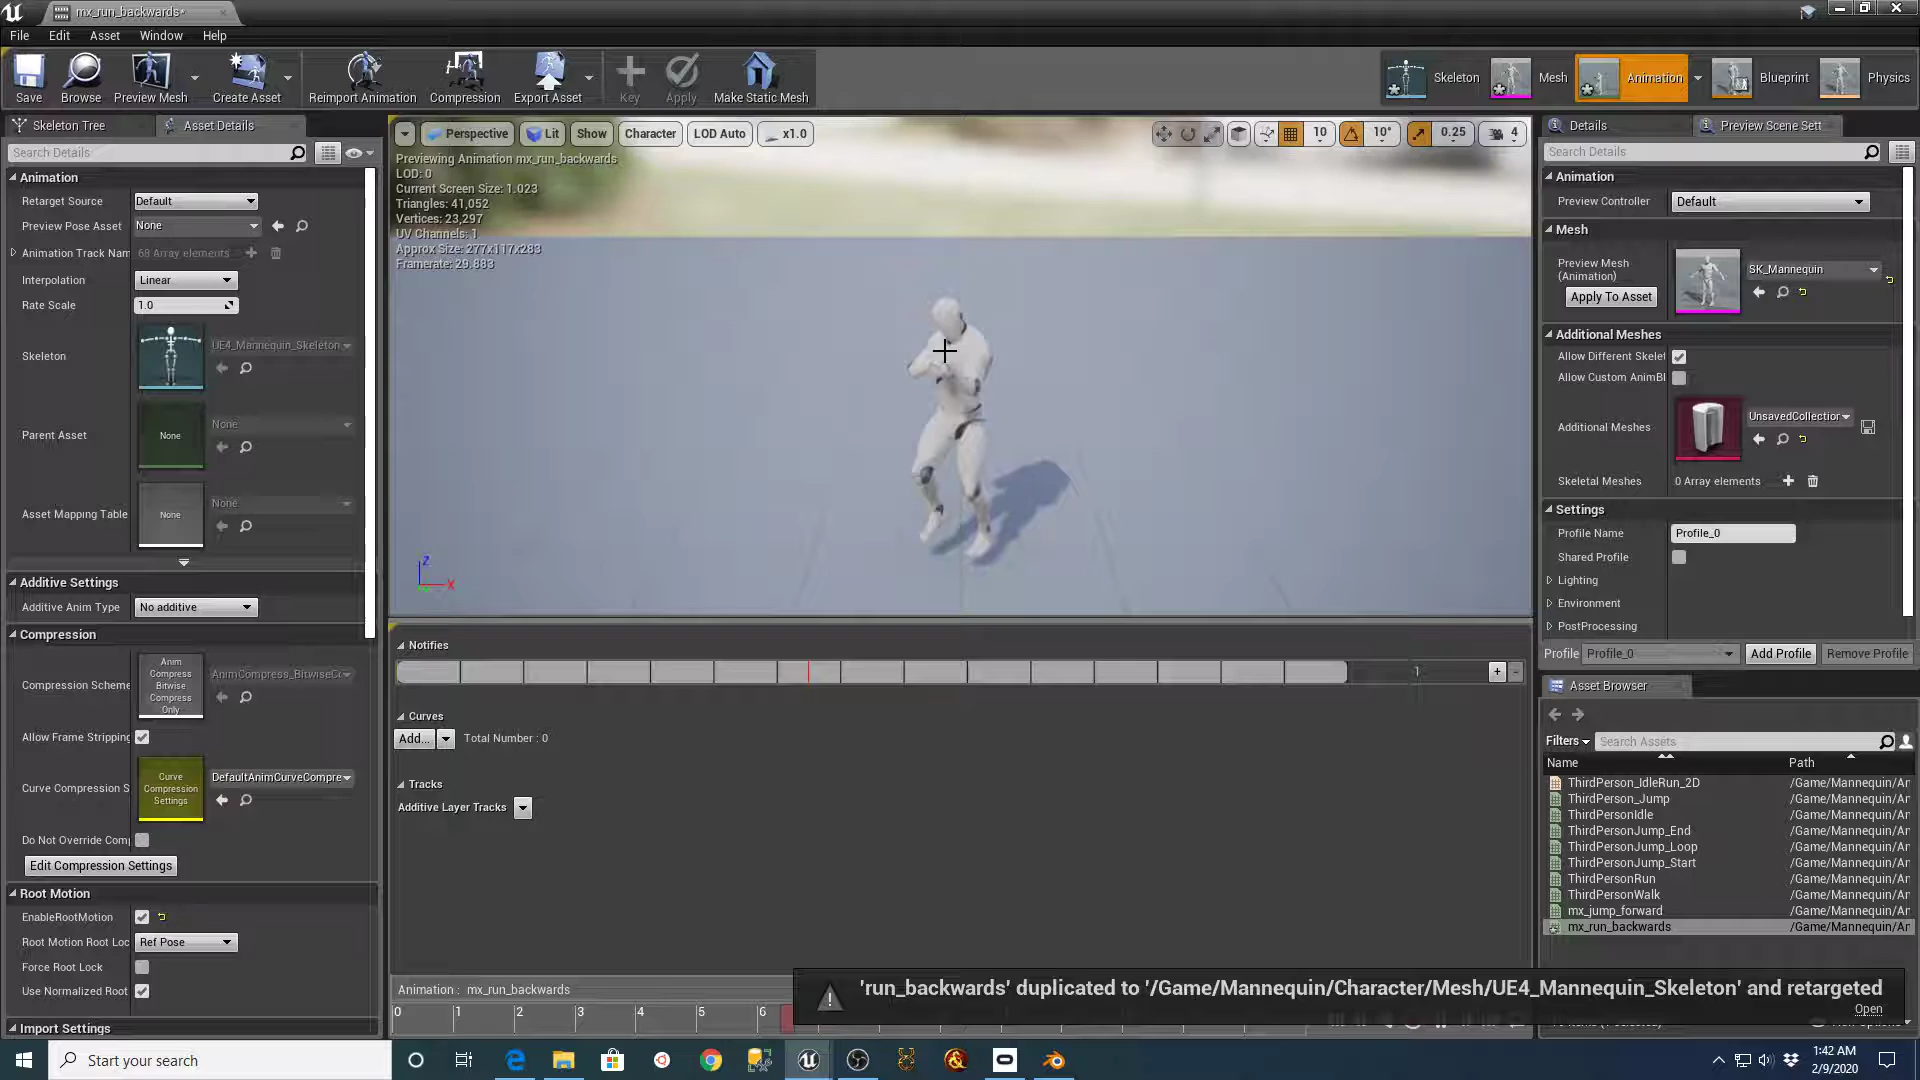 mx_run_backwards*
File Edit Asset Window Help
Save Browse Preview Mesh Create Asset Reimport Animation Compression Export Asset Key Apply Make Static Mesh
Skeleton Mesh Animation Blueprint Physics
Skeleton Tree
Asset Details
Search Details
Animation
Retarget Source Default
Preview Pose Asset None
Animation Track Nam 68 Array elements
Interpolation Linear
Rate Scale 1.0
Skeleton UE4_Mannequin_Skeleton
Parent Asset None None
Asset Mapping Table None None
Additive Settings
Additive Anim Type No additive
Compression
Compression Scheme
Anim
Compress
Bitwise
Compress
Only
AnimCompress_BitwiseCo
Allow Frame Stripping
Curve Compression S
Curve
Compression
Settings
DefaultAnimCurveCompre
Do Not Override Comp
Edit Compression Settings
Root Motion
EnableRootMotion
Root Motion Root Loc Ref Pose
Force Root Lock
Use Normalized Root
Import Settings
Perspective Lit Show Character LOD Auto x1.0
10 10° 0.25 4
Previewing Animation mx_run_backwards
LOD: 0
Current Screen Size: 1.023
Triangles: 41,052
Vertices: 23,297
UV Channels: 1
Approx Size: 277x117x283
Framerate: 29.883
Z
X
Notifies
1
Curves
Add... Total Number : 0
Tracks
Additive Layer Tracks
Animation : mx_run_backwards
0 1 2 3 4 5 6
Details
Preview Scene Sett
Search Details
Animation
Preview Controller Default
Mesh
Preview Mesh
(Animation)
Apply To Asset
SK_Mannequin
Additional Meshes
Allow Different Skelet
Allow Custom AnimBl
Additional Meshes UnsavedCollection
Skeletal Meshes 0 Array elements
Settings
Profile Name Profile_0
Shared Profile
Lighting
Environment
PostProcessing
Profile Profile_0 Add Profile Remove Profile
Asset Browser
Filters Search Assets
Name Path
ThirdPerson_IdleRun_2D /Game/Mannequin/Ar
ThirdPerson_Jump /Game/Mannequin/Ar
ThirdPersonIdle /Game/Mannequin/Ar
ThirdPersonJump_End /Game/Mannequin/Ar
ThirdPersonJump_Loop /Game/Mannequin/Ar
ThirdPersonJump_Start /Game/Mannequin/Ar
ThirdPersonRun /Game/Mannequin/Ar
ThirdPersonWalk /Game/Mannequin/Ar
mx_jump_forward /Game/Mannequin/Ar
mx_run_backwards /Game/Mannequin/Ar
'run_backwards' duplicated to '/Game/Mannequin/Character/Mesh/UE4_Mannequin_Skeleton' and retargeted
Open
Start your search
1:42 AM
2/9/2020